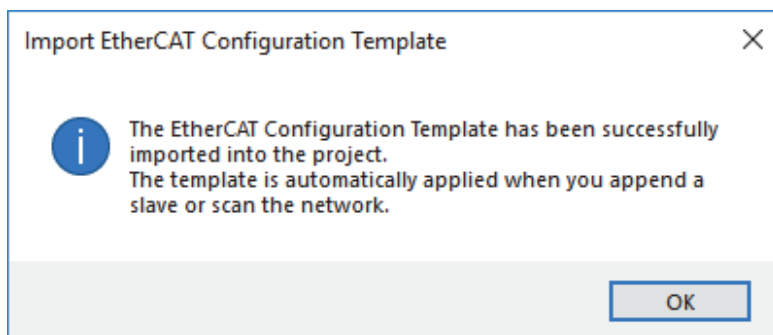 Import EtherCAT Configuration Template
The EtherCAT Configuration Template has been successfully
imported into the project.
The template is automatically applied when you append a
slave or scan the network.
OK